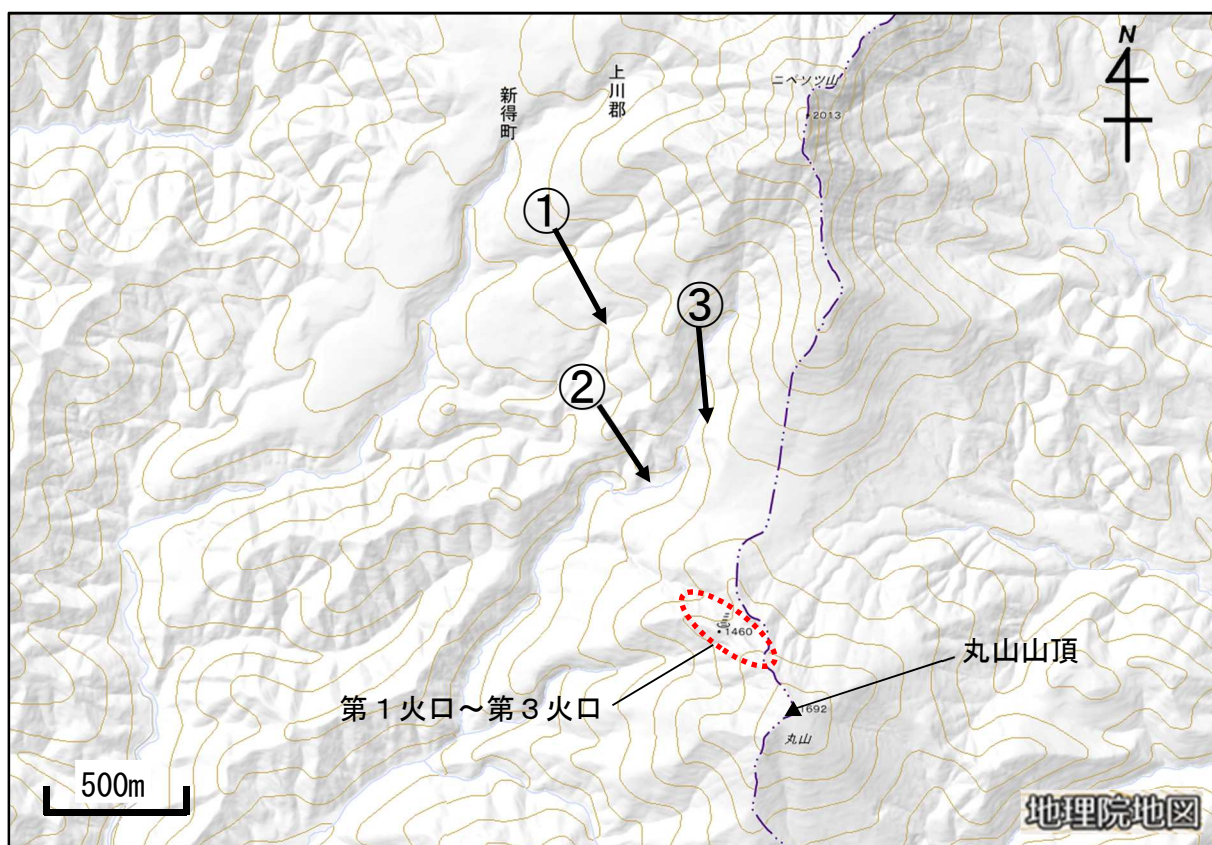 N
上川郡
新得町
ニペソツ山
2013
①
③
②
1460
丸山山頂
第1火口～第3火口
1692
丸山
500m
地理院地図